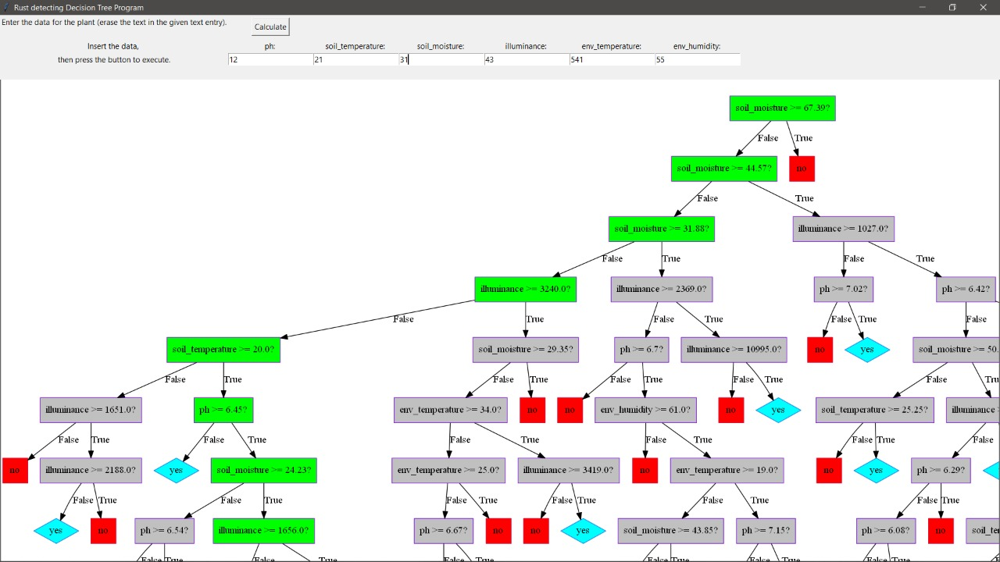 Rust detecting Decision Tree Program
Enter the data for the plant (erase the text in the given text entry).
Calculate
Insert the data,
then press the button to execute.
ph: soil_temperature: soil_moisture: illuminance: env_temperature: env_humidity:
12 21 31 43 541 55
soil_moisture >= 67.39?
False True
soil_moisture >= 44.57? no
False True
soil_moisture >= 31.88? illuminance >= 1027.0?
False True False True
illuminance >= 3240.0? illuminance >= 2369.0? ph >= 7.02? ph >= 6.42?
False True False True False True False
soil_temperature >= 20.0? soil_moisture >= 29.35? ph >= 6.7? illuminance >= 10995.0? no yes soil_moisture >= 50.
False True False True False True False True False Tru
illuminance >= 1651.0? ph >= 6.45? env_temperature >= 34.0? no no env_humidity >= 61.0? no yes soil_temperature >= 25.25? illuminance
False True False True False True False True False True False
no illuminance >= 2188.0? yes soil_moisture >= 24.23? env_temperature >= 25.0? illuminance >= 3419.0? no env_temperature >= 19.0? no yes ph >= 6.29?
False True False True False True False True False True False True
yes no ph >= 6.54? illuminance >= 1656.0? ph >= 6.67? no no yes soil_moisture >= 43.85? ph >= 7.15? ph >= 6.08? no soil_te
False True False True False True False True False True False True